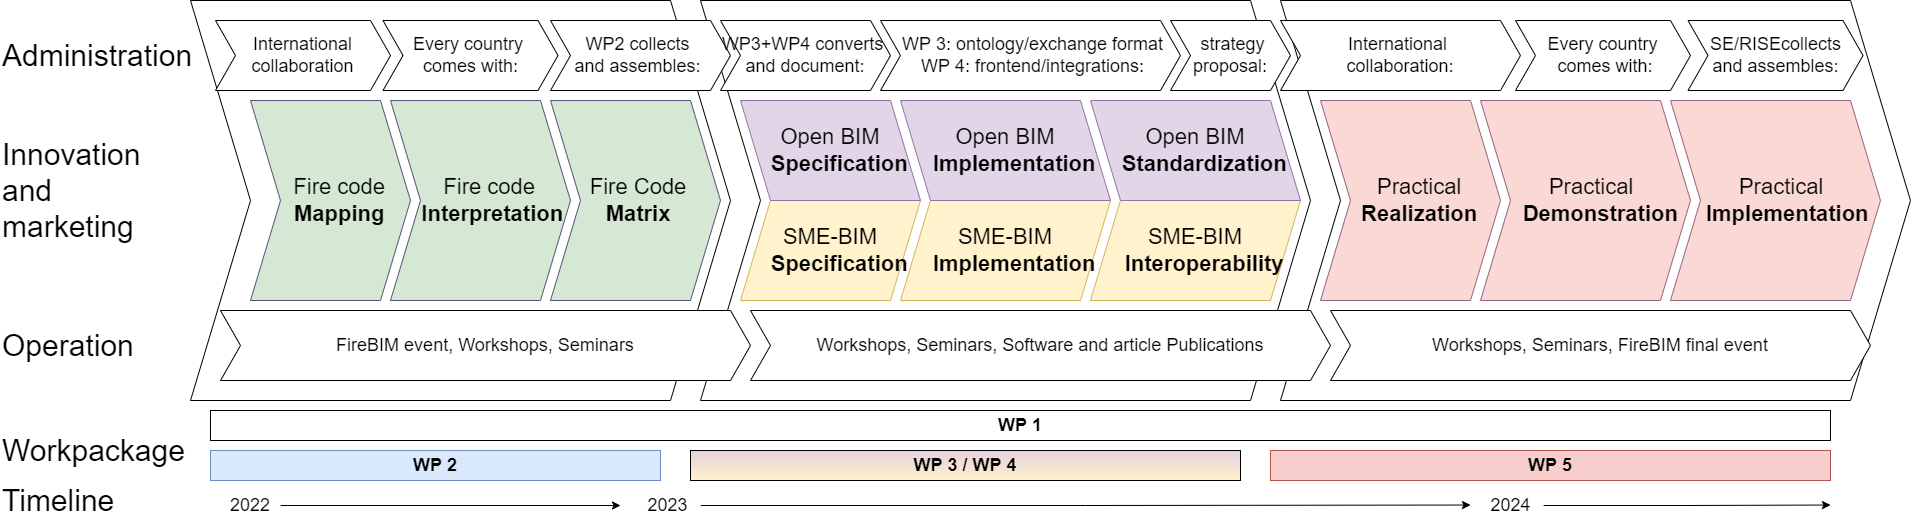 Administration
International
collaboration
Every country
comes with:
WP2 collects
and assembles:
WP3+WP4 converts
and document:
WP 3: ontology/exchange format
WP 4: frontend/integrations:
strategy
proposal:
International
collaboration:
Every country
comes with:
SE/RISEcollects
and assembles:
Innovation
and
marketing
Fire code
Mapping
Fire code
Interpretation
Fire Code
Matrix
Open BIM
Specification
Open BIM
Implementation
Open BIM
Standardization
SME-BIM
Specification
SME-BIM
Implementation
SME-BIM
Interoperability
Practical
Realization
Practical
Demonstration
Practical
Implementation
Operation
FireBIM event, Workshops, Seminars
Workshops, Seminars, Software and article Publications
Workshops, Seminars, FireBIM final event
Workpackage
WP 1
WP 2
WP 3 / WP 4
WP 5
Timeline
2022
2023
2024